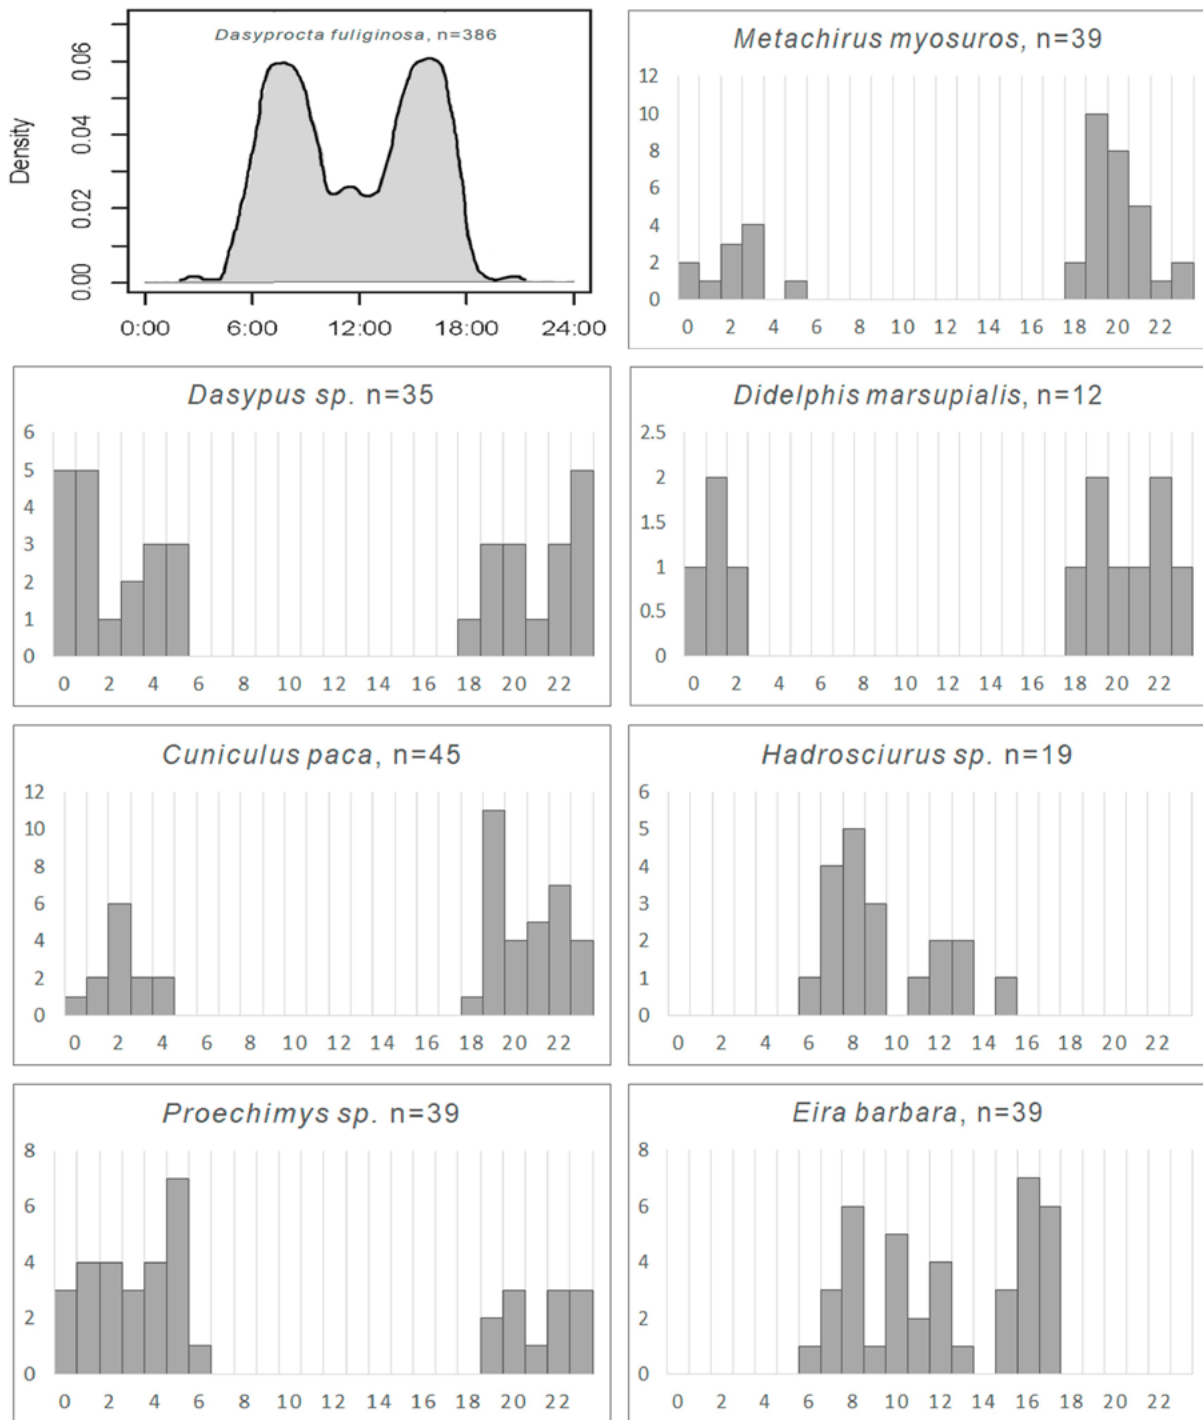 Dasyprocta fuliginosa, n=386
Density
0.06
0.04
0.02
0.00
0:00 6:00 12:00 18:00 24:00
Metachirus myosuros, n=39
12
10
8
6
4
2
0
0 2 4 6 8 10 12 14 16 18 20 22
Dasypus sp. n=35
6
5
4
3
2
1
0
0 2 4 6 8 10 12 14 16 18 20 22
Didelphis marsupialis, n=12
2.5
2
1.5
1
0.5
0
0 2 4 6 8 10 12 14 16 18 20 22
Cuniculus paca, n=45
12
10
8
6
4
2
0
0 2 4 6 8 10 12 14 16 18 20 22
Hadrosciurus sp. n=19
6
5
4
3
2
1
0
0 2 4 6 8 10 12 14 16 18 20 22
Proechimys sp. n=39
8
6
4
2
0
0 2 4 6 8 10 12 14 16 18 20 22
Eira barbara, n=39
8
6
4
2
0
0 2 4 6 8 10 12 14 16 18 20 22